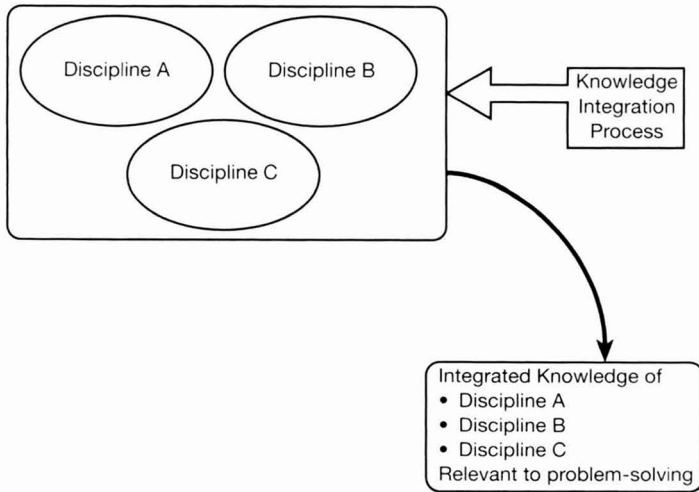 Discipline A
Discipline B
Discipline C
Knowledge
Integration
Process
Integrated Knowledge of
• Discipline A
• Discipline B
• Discipline C
Relevant to problem-solving